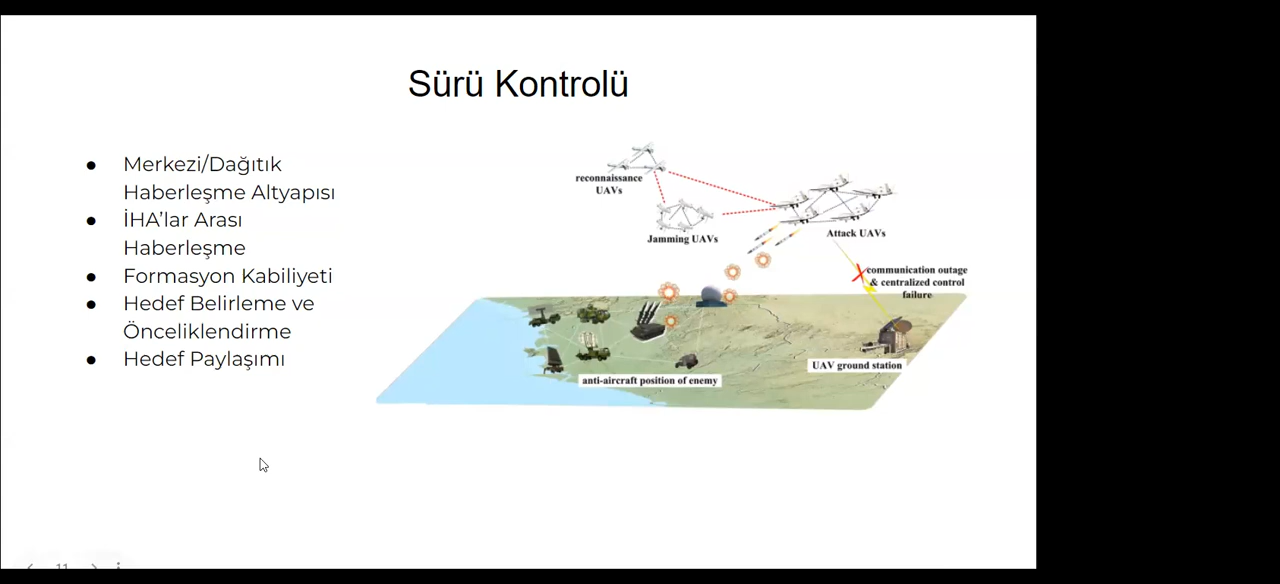 Sürü Kontrolü
● Merkezi/Dağıtık
Haberleşme Altyapısı
● İHA'lar Arası
Haberleşme
● Formasyon Kabiliyeti
● Hedef Belirleme ve
Önceliklendirme
● Hedef Paylaşımı
reconnaissance
UAVs
Jamming UAVs
Attack UAVs
communication outage
& centralized control
failure
UAV ground station
anti-aircraft position of enemy
11